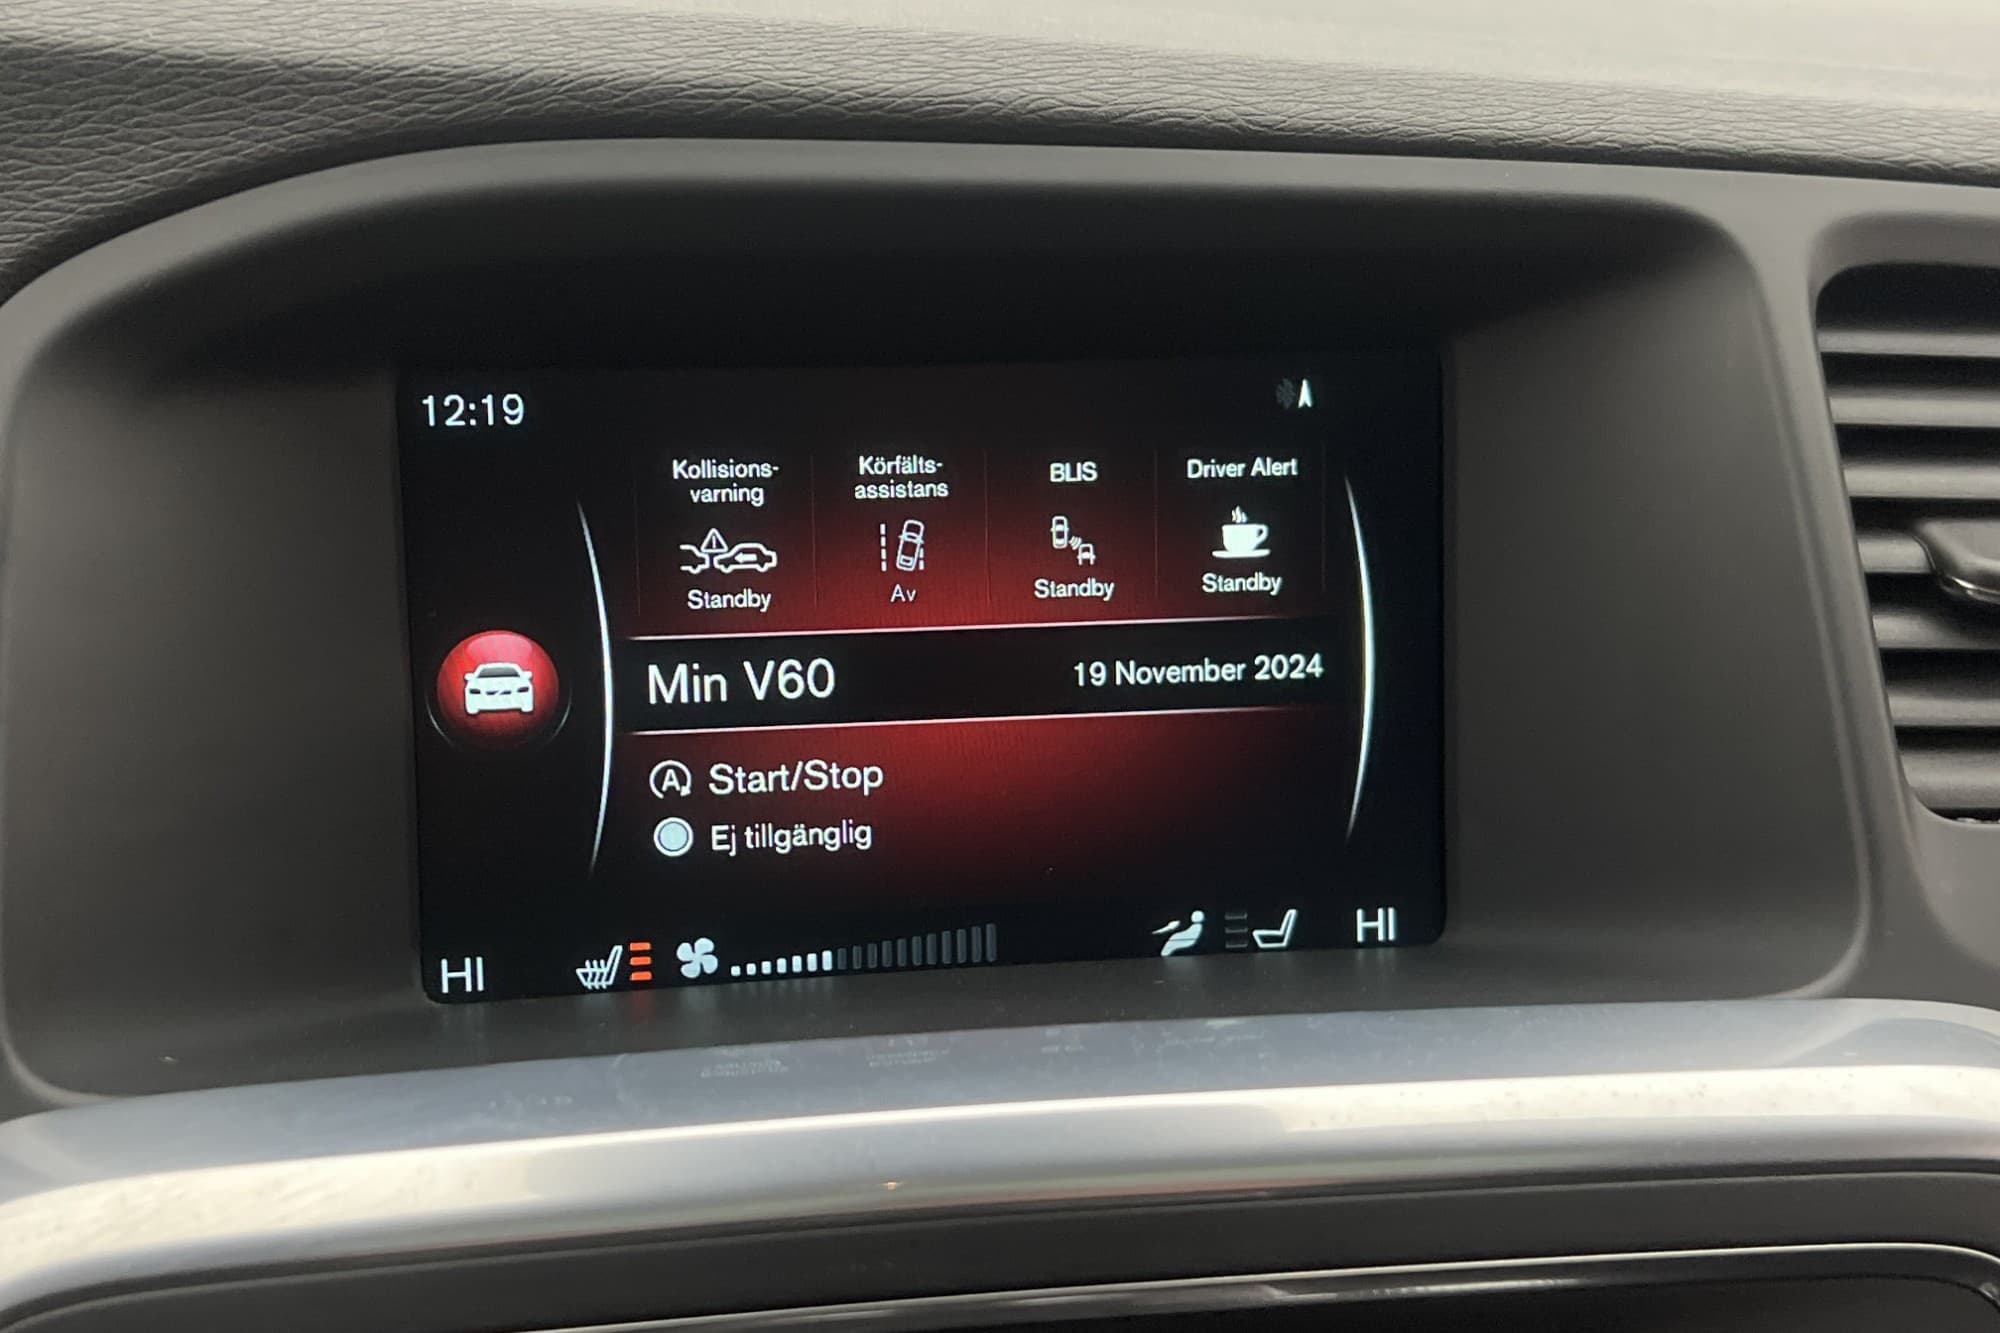 12:19
Kollisions-
varning
Standby
Körfälts-
assistans
Av
BLIS
Standby
Driver Alert
Standby
Min V60
19 November 2024
A Start/Stop
Ej tillgänglig
HI
HI